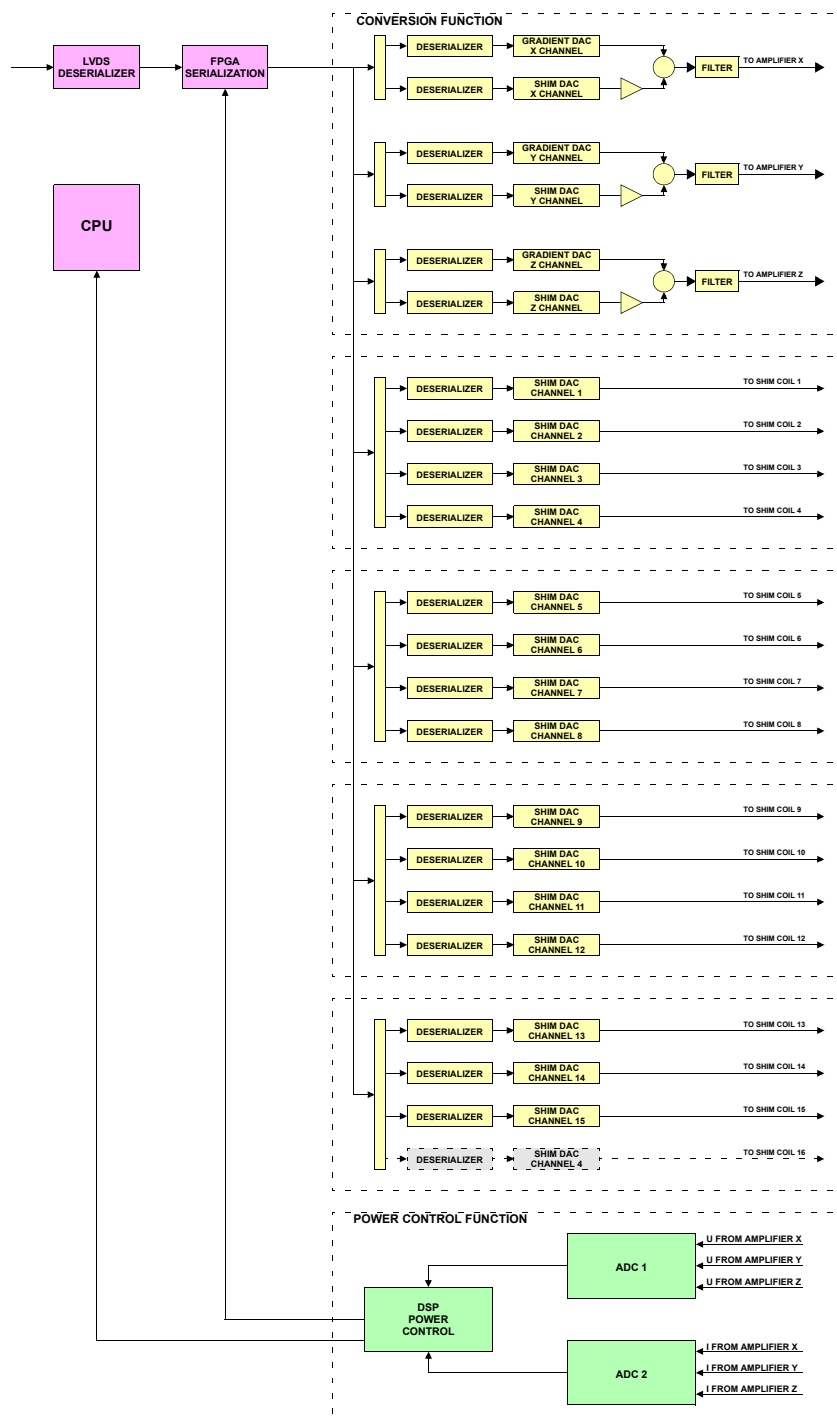 CONVERSION FUNCTION
LVDS
DESERIALIZER
FPGA
SERIALIZATION
CPU
DESERIALIZER
GRADIENT DAC
X CHANNEL
FILTER
TO AMPLIFIER X
DESERIALIZER
SHIM DAC
X CHANNEL
DESERIALIZER
GRADIENT DAC
Y CHANNEL
FILTER
TO AMPLIFIER Y
DESERIALIZER
SHIM DAC
Y CHANNEL
DESERIALIZER
GRADIENT DAC
Z CHANNEL
FILTER
TO AMPLIFIER Z
DESERIALIZER
SHIM DAC
Z CHANNEL
DESERIALIZER
SHIM DAC
CHANNEL 1
TO SHIM COIL 1
DESERIALIZER
SHIM DAC
CHANNEL 2
TO SHIM COIL 2
DESERIALIZER
SHIM DAC
CHANNEL 3
TO SHIM COIL 3
DESERIALIZER
SHIM DAC
CHANNEL 4
TO SHIM COIL 4
DESERIALIZER
SHIM DAC
CHANNEL 5
TO SHIM COIL 5
DESERIALIZER
SHIM DAC
CHANNEL 6
TO SHIM COIL 6
DESERIALIZER
SHIM DAC
CHANNEL 7
TO SHIM COIL 7
DESERIALIZER
SHIM DAC
CHANNEL 8
TO SHIM COIL 8
DESERIALIZER
SHIM DAC
CHANNEL 9
TO SHIM COIL 9
DESERIALIZER
SHIM DAC
CHANNEL 10
TO SHIM COIL 10
DESERIALIZER
SHIM DAC
CHANNEL 11
TO SHIM COIL 11
DESERIALIZER
SHIM DAC
CHANNEL 12
TO SHIM COIL 12
DESERIALIZER
SHIM DAC
CHANNEL 13
TO SHIM COIL 13
DESERIALIZER
SHIM DAC
CHANNEL 14
TO SHIM COIL 14
DESERIALIZER
SHIM DAC
CHANNEL 15
TO SHIM COIL 15
DESERIALIZER
SHIM DAC
CHANNEL 4
TO SHIM COIL 16
POWER CONTROL FUNCTION
DSP
POWER
CONTROL
ADC 1
U FROM AMPLIFIER X
U FROM AMPLIFIER Y
U FROM AMPLIFIER Z
ADC 2
I FROM AMPLIFIER X
I FROM AMPLIFIER Y
I FROM AMPLIFIER Z